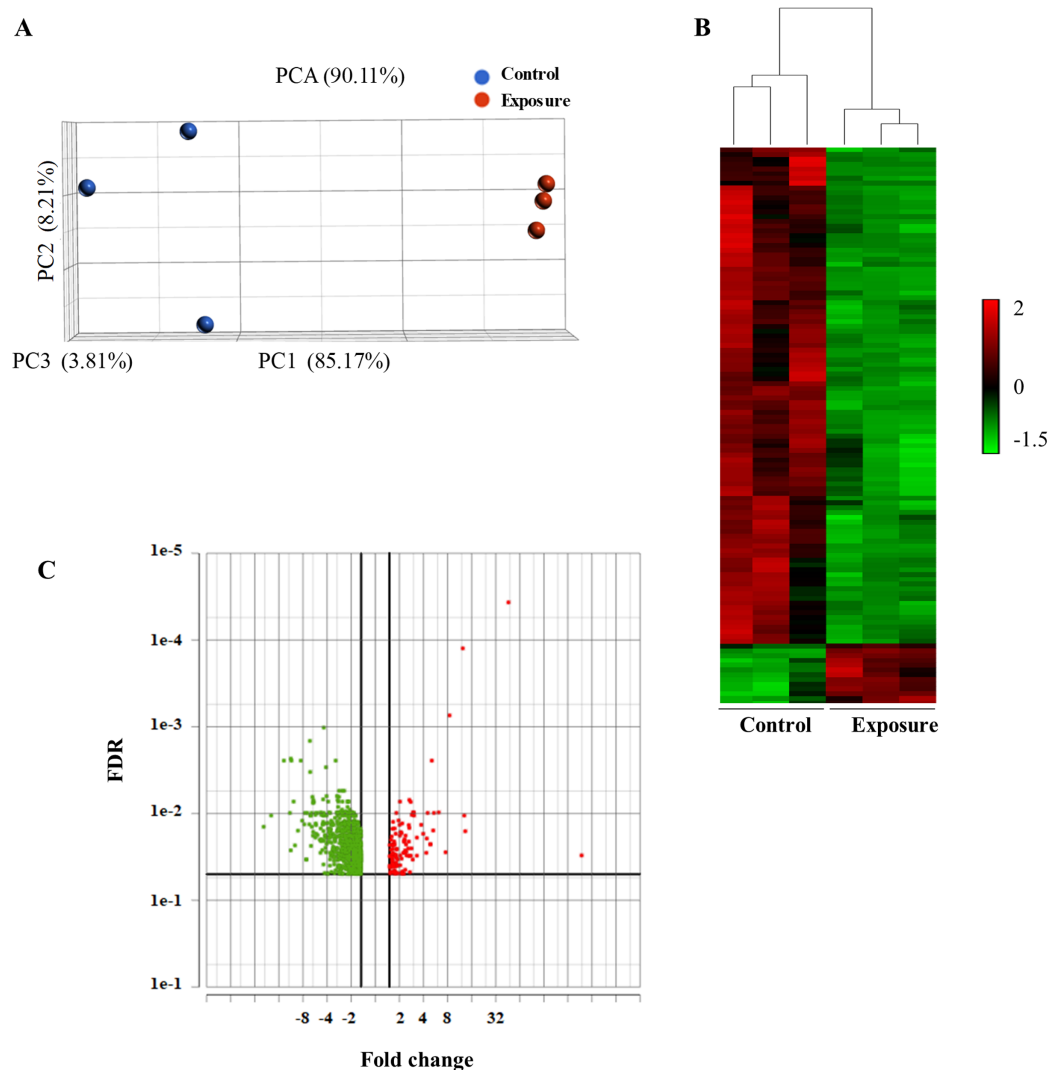 A
PCA (90.11%)
Control
Exposure
PC2 (8.21%)
PC3 (3.81%)
PC1 (85.17%)
B
2
0
-1.5
Control
Exposure
C
1e-5
1e-4
1e-3
1e-2
1e-1
1e-1
FDR
-8 -4 -2 2 4 8 32
Fold change